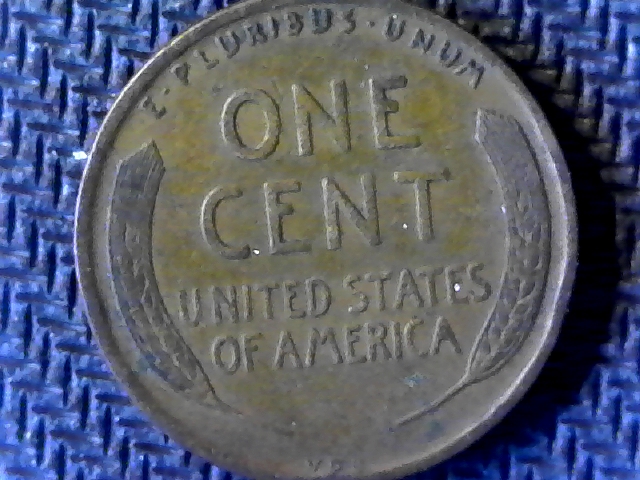 E·PLURIBUS·UNUM
ONE
CENT
UNITED STATES
OF AMERICA